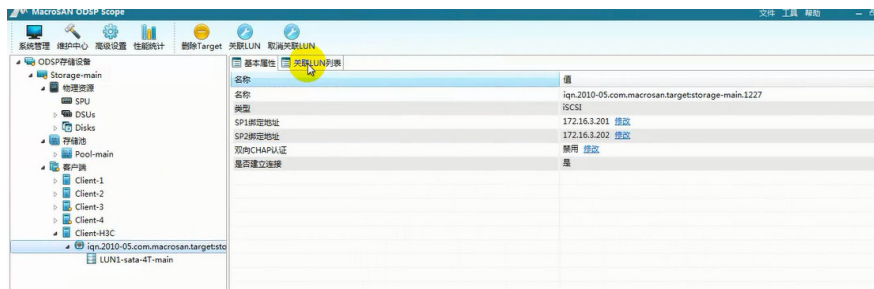 MacroSAN ODSP Scope 文件 工具 帮助
系统管理 维护中心 高级设置 性能统计 删除Target 关联LUN 取消关联LUN
ODSP存储设备
Storage-main
物理资源
SPU
DSUs
Disks
存储池
Pool-main
客户端
Client-1
Client-2
Client-3
Client-4
Client-H3C
iqn.2010-05.com.macrosan.target:sto
LUN1-sata-4T-main
基本属性 关联LUN列表
名称 值
名称 iqn.2010-05.com.macrosan.target:storage-main.1227
类型 iSCSI
SP1绑定地址 172.16.3.201 修改
SP2绑定地址 172.16.3.202 修改
双向CHAP认证 禁用 修改
是否建立连接 是